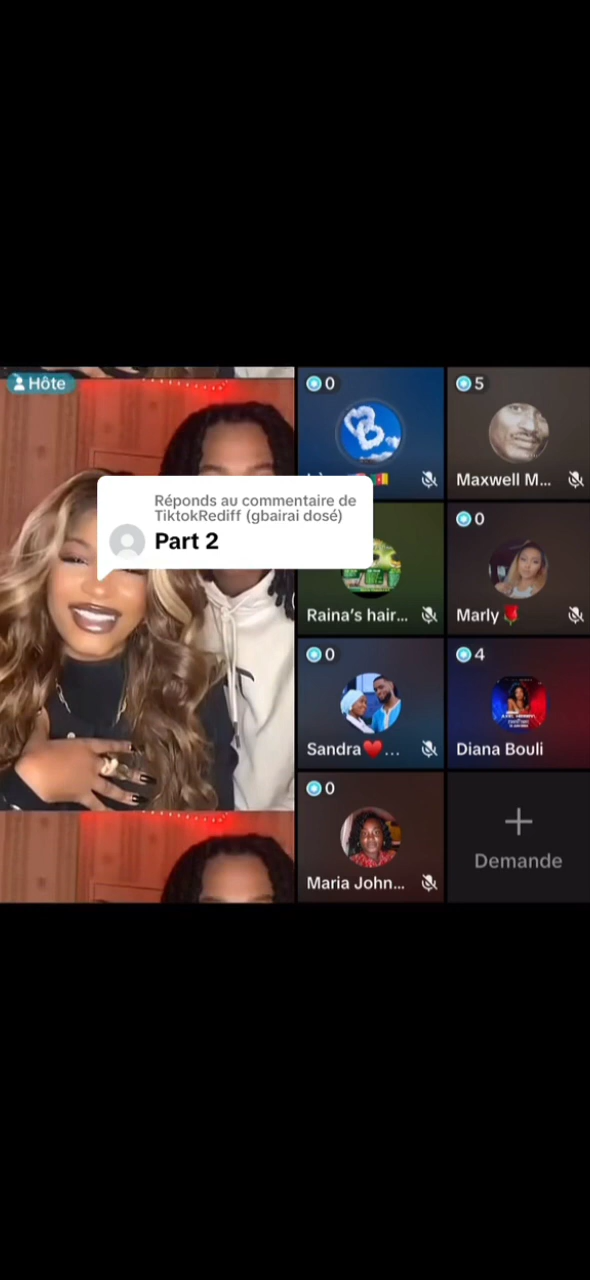 Hôte
Réponds au commentaire de
TiktokRediff (gbairai dosé)
Part 2
0
5
Maxwell M...
0
Raina's hair...
Marly
0
4
Sandra❤️...
Diana Bouli
0
Maria John...
Demande